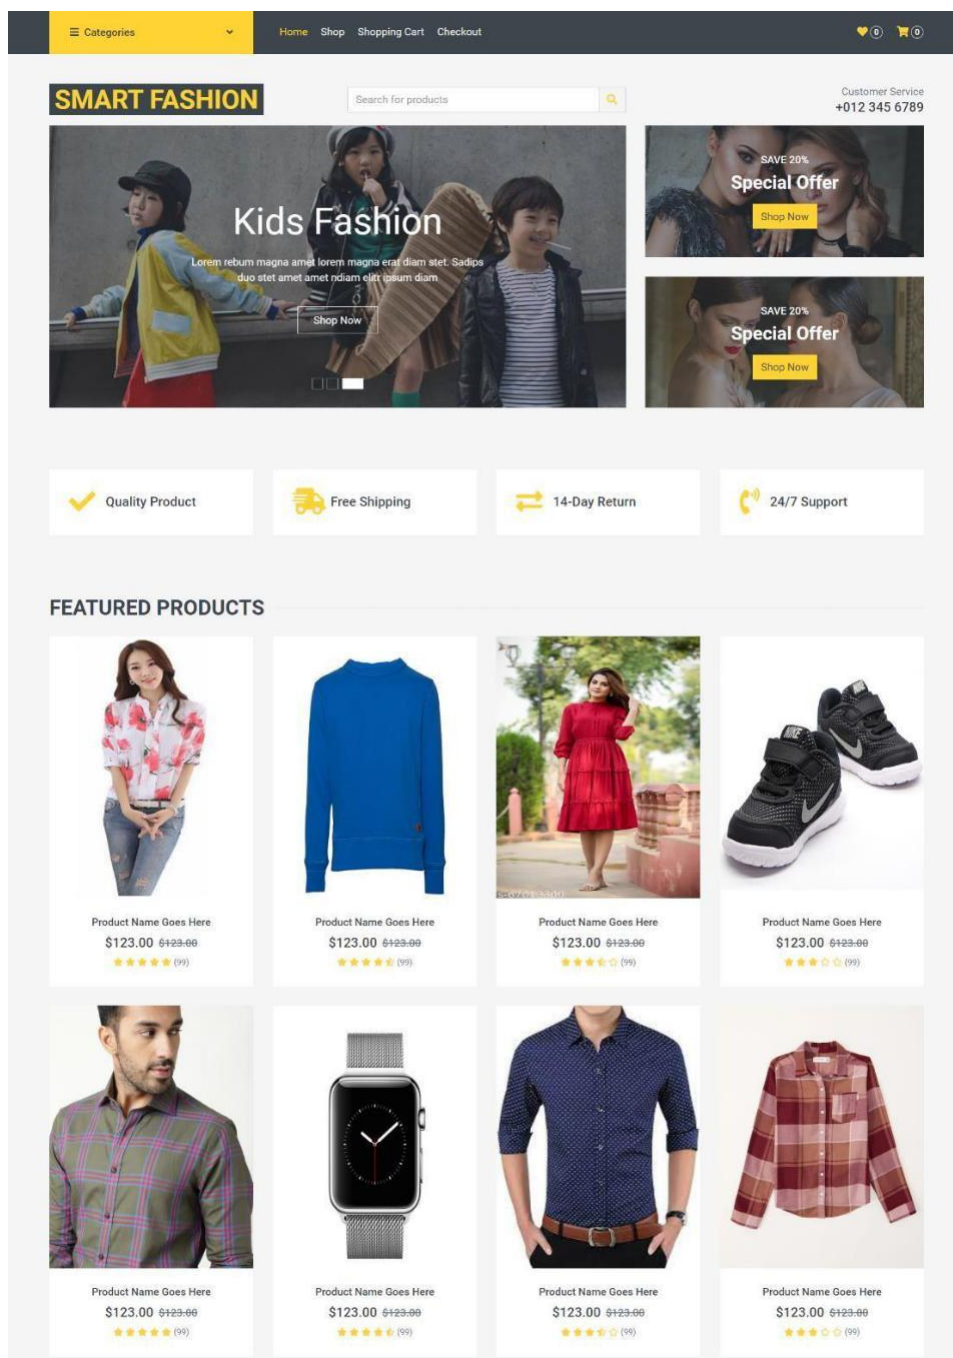 Categories
Home Shop Shopping Cart Checkout
0 0
SMART FASHION
Search for products
Customer Service
+012 345 6789
Kids Fashion
Lorem rebum magna amet lorem magna erat diam stet. Sadips
duo stet amet amet ndiam elitr ipsum diam
Shop Now
SAVE 20%
Special Offer
Shop Now
SAVE 20%
Special Offer
Shop Now
Quality Product
Free Shipping
14-Day Return
24/7 Support
FEATURED PRODUCTS
NIKE
NIKE
Product Name Goes Here
$123.00 $123.00
(99)
Product Name Goes Here
$123.00 $123.00
(99)
Product Name Goes Here
$123.00 $123.00
(99)
Product Name Goes Here
$123.00 $123.00
(99)
Product Name Goes Here
$123.00 $123.00
(99)
Product Name Goes Here
$123.00 $123.00
(99)
Product Name Goes Here
$123.00 $123.00
(99)
Product Name Goes Here
$123.00 $123.00
(99)